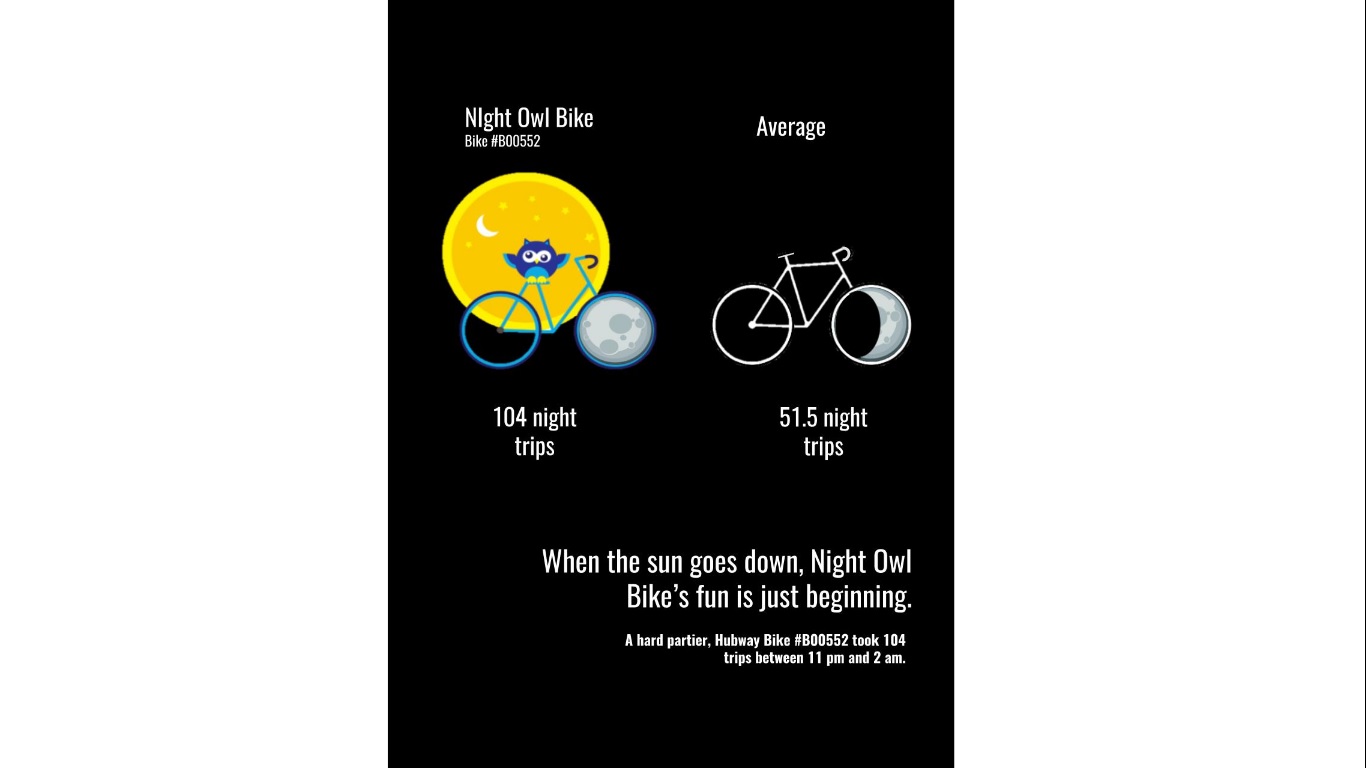 NIght Owl Bike
Bike #B00552
Average
104 night
trips
51.5 night
trips
When the sun goes down, Night Owl
Bike’s fun is just beginning.
A hard partier, Hubway Bike #B00552 took 104
trips between 11 pm and 2 am.